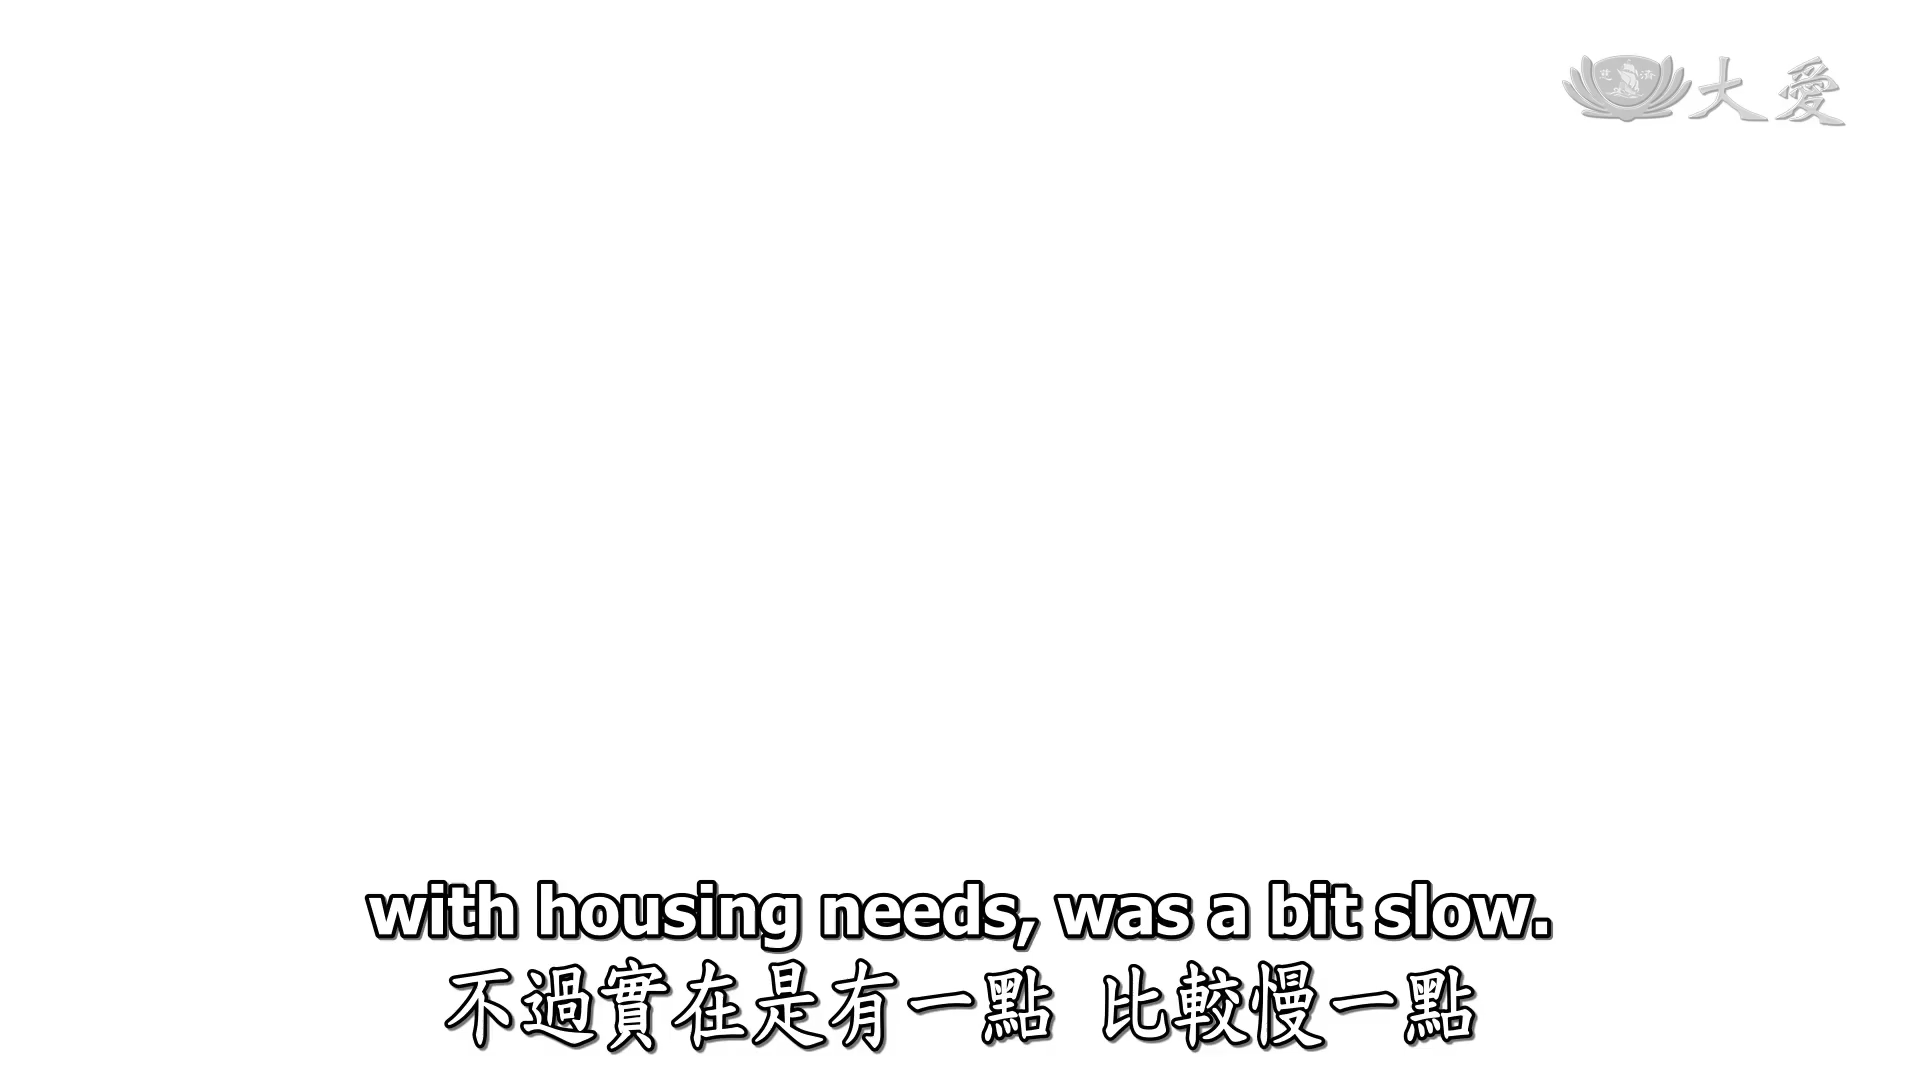 大愛
with housing needs, was a bit slow.
不過實在是有一點 比較慢一點